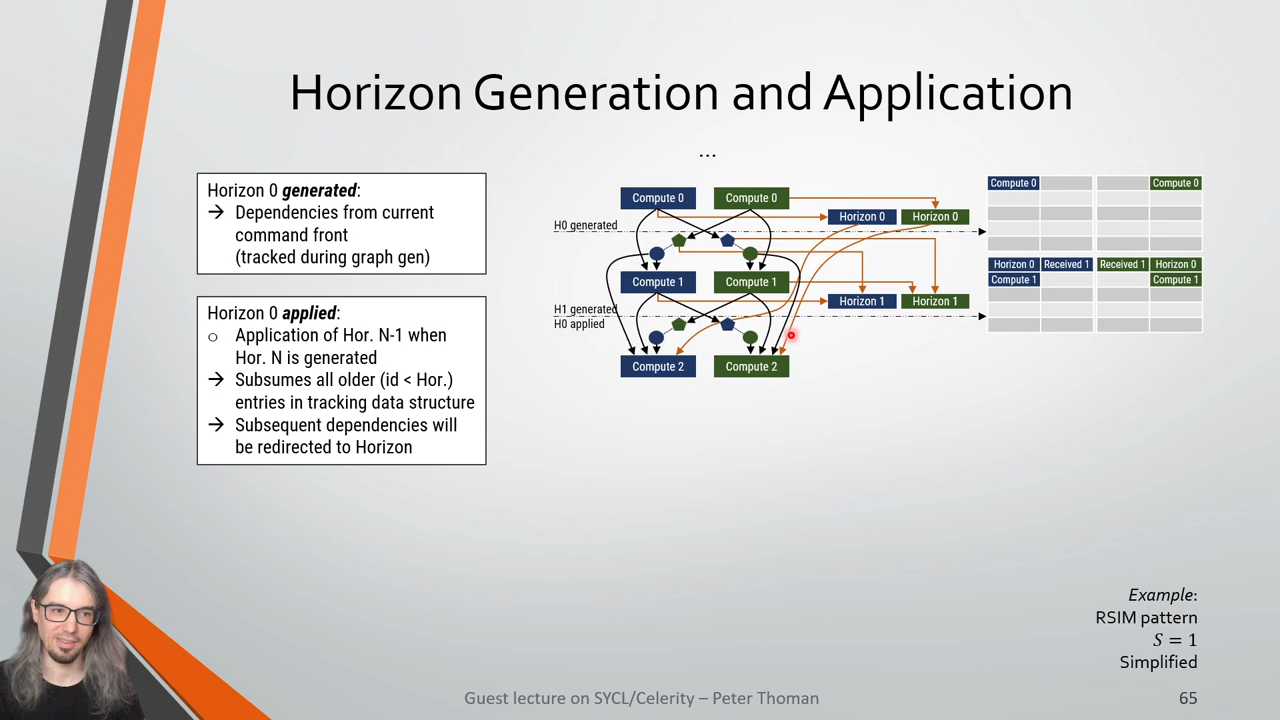 Horizon Generation and Application
Horizon 0 generated:
→ Dependencies from current
command front
(tracked during graph gen)
Horizon 0 applied:
○ Application of Hor. N-1 when
Hor. N is generated
→ Subsumes all older (id < Hor.)
entries in tracking data structure
→ Subsequent dependencies will
be redirected to Horizon
...
Compute 0 Compute 0
Horizon 0 Horizon 0
H0 generated
Compute 1 Compute 1
Horizon 1 Horizon 1
H1 generated
H0 applied
Compute 2 Compute 2
Compute 0 Compute 0
Horizon 0 Received 1 Received 1 Horizon 0
Compute 1 Compute 1
Example:
RSIM pattern
S = 1
Simplified
Guest lecture on SYCL/Celerity – Peter Thoman
65